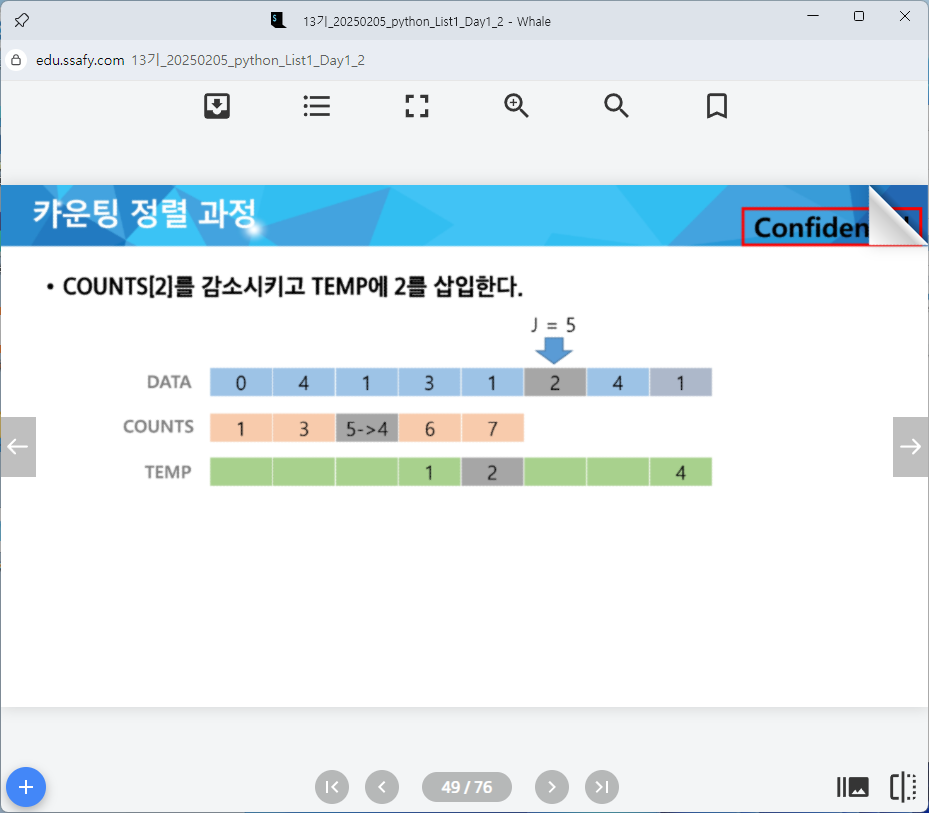 13기_20250205_python_List1_Day1_2 - Whale
edu.ssafy.com 13기_20250205_python_List1_Day1_2
캬운팅 정렬 과정
• COUNTS[2]를 감소시키고 TEMP에 2를 삽입한다.
J = 5
DATA 0 4 1 3 1 2 4 1
COUNTS 1 3 5->4 6 7
TEMP 1 2 4
49 / 76